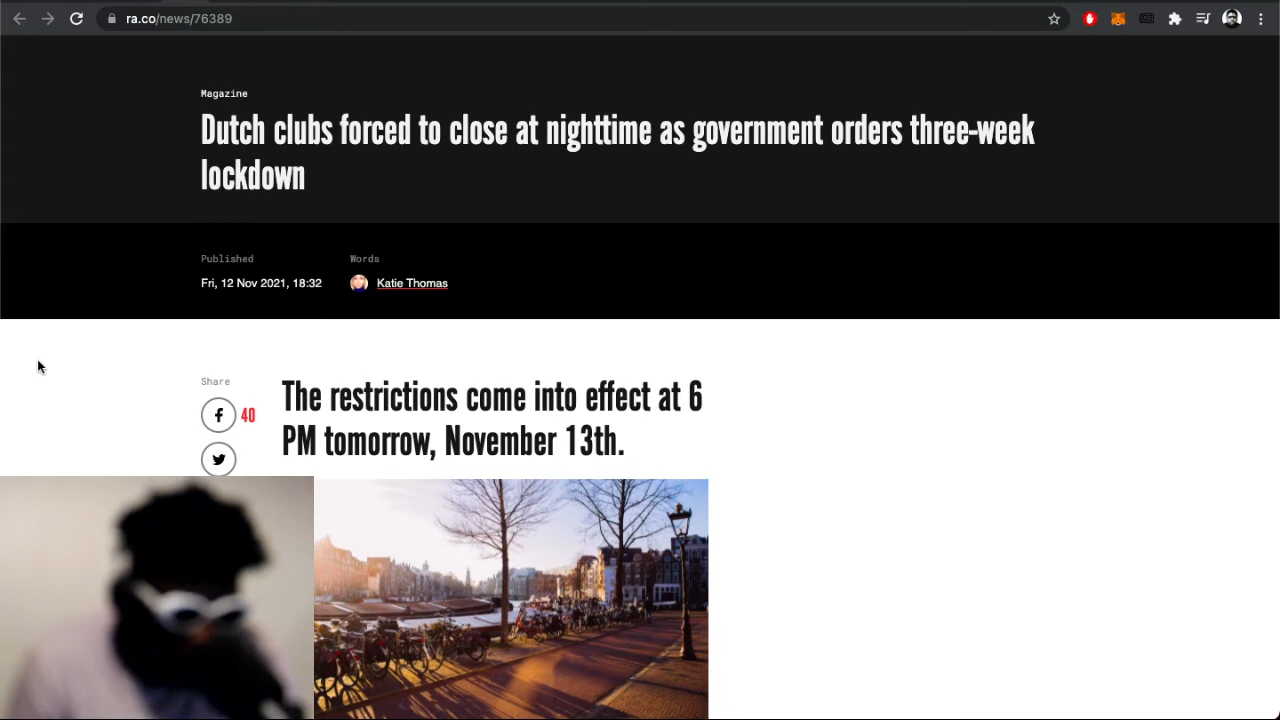 ra.co/news/76389
Magazine
Dutch clubs forced to close at nighttime as government orders three-week
lockdown
Published
Words
Fri, 12 Nov 2021, 18:32
Katie Thomas
Share
40
The restrictions come into effect at 6
PM tomorrow, November 13th.